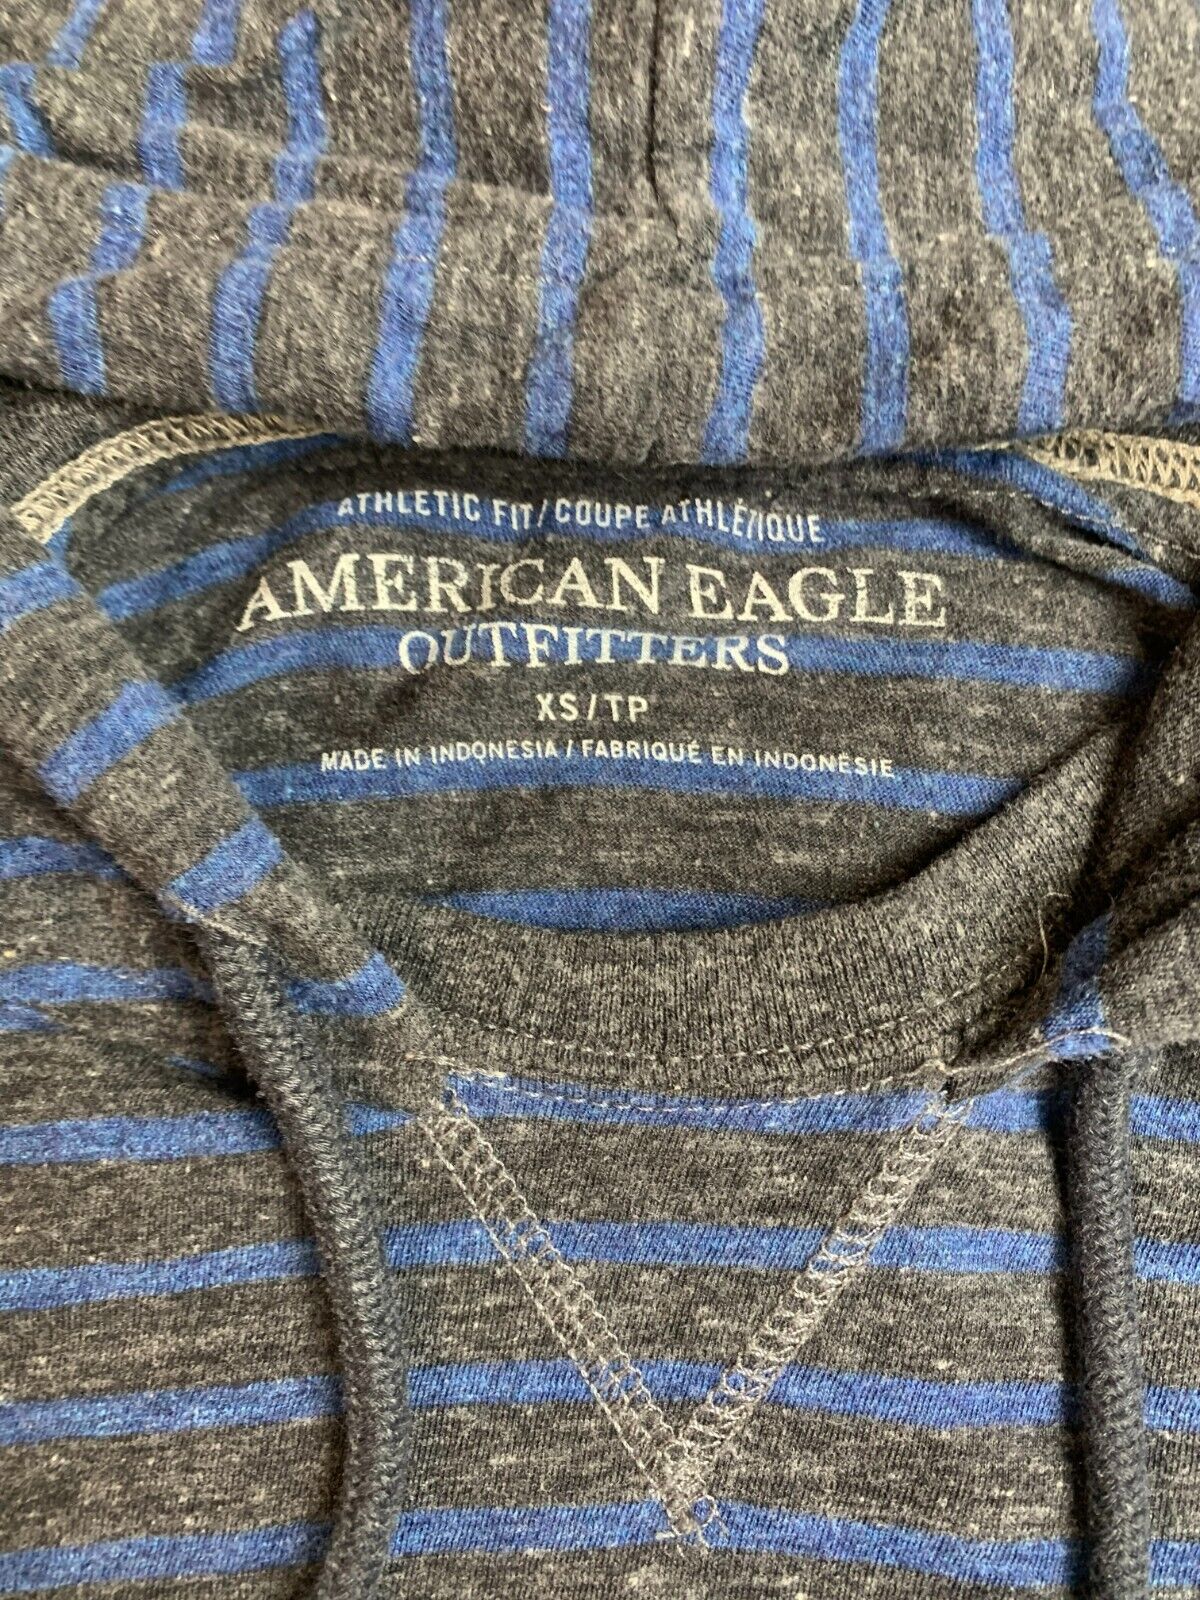 ATHLETIC FIT/COUPE ATHLÉTIQUE
AMERICAN EAGLE
OUTFITTERS
XS/TP
MADE IN INDONESIA / FABRIQUÉ EN INDONÉSIE